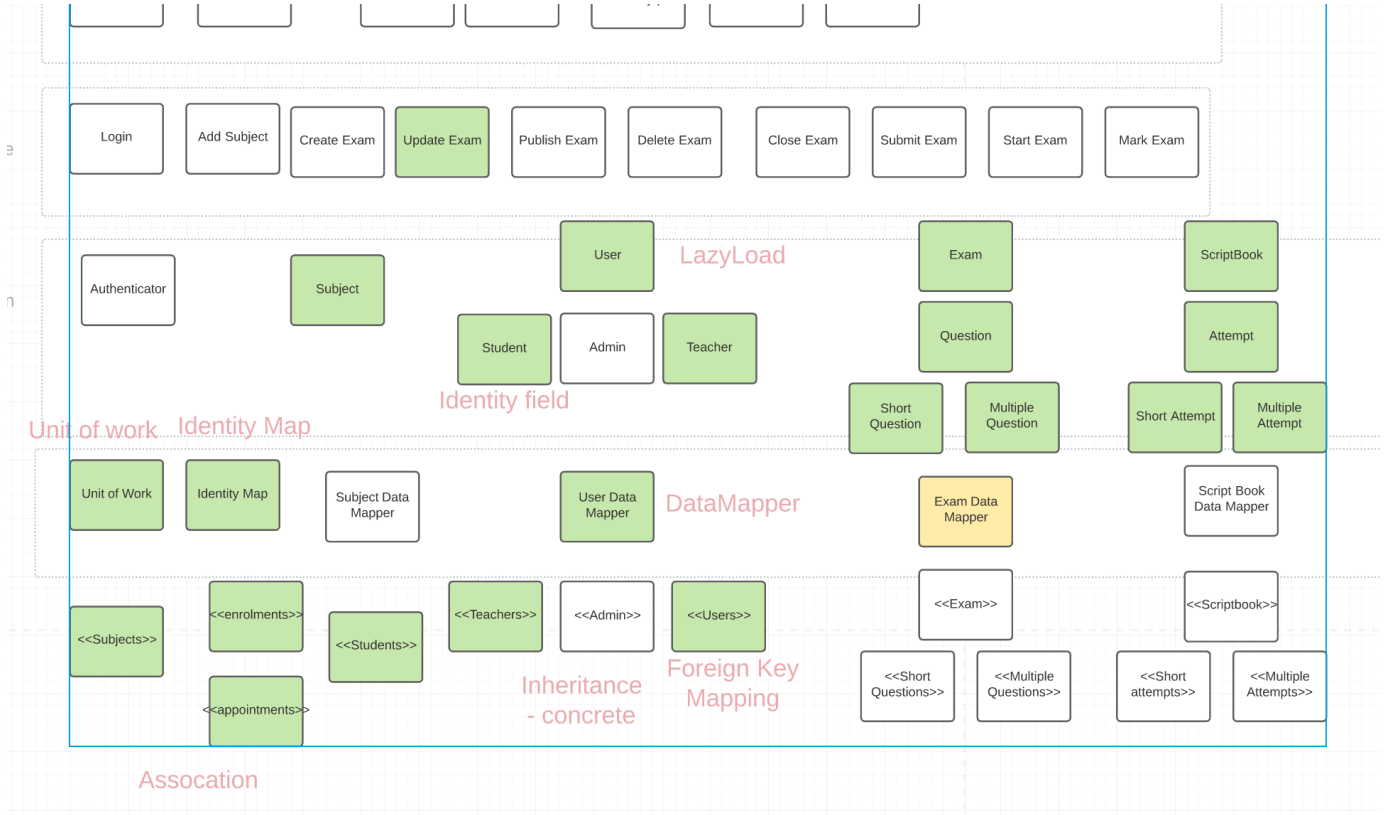 Login
Add Subject
Create Exam
Update Exam
Publish Exam
Delete Exam
Close Exam
Submit Exam
Start Exam
Mark Exam
User
LazyLoad
Exam
ScriptBook
Authenticator
Subject
Student
Admin
Teacher
Question
Attempt
Identity field
Short
Question
Multiple
Question
Short Attempt
Multiple
Attempt
Unit of work
Identity Map
Unit of Work
Identity Map
Subject Data
Mapper
User Data
Mapper
DataMapper
Exam Data
Mapper
Script Book
Data Mapper
<<Subjects>>
<<enrolments>>
<<Students>>
<<Teachers>>
<<Admin>>
<<Users>>
<<Exam>>
<<Scriptbook>>
<<appointments>>
Inheritance
- concrete
Foreign Key
Mapping
<<Short
Questions>>
<<Multiple
Questions>>
<<Short
attempts>>
<<Multiple
Attempts>>
Assocation